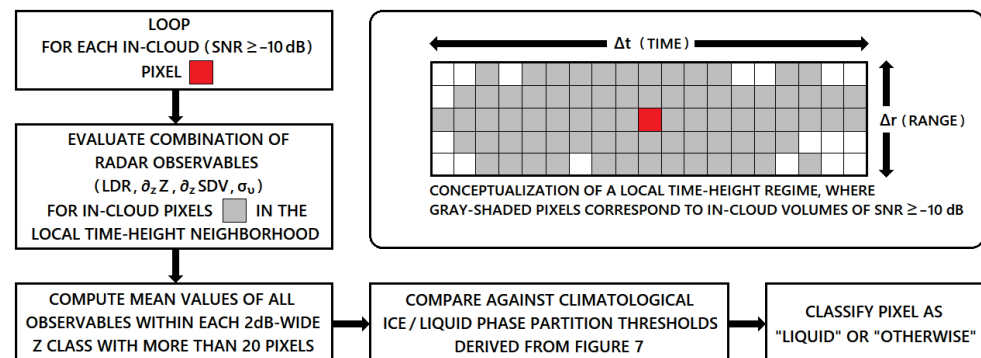 LOOP
FOR EACH IN-CLOUD (SNR ≥ –10 dB)
PIXEL
EVALUATE COMBINATION OF
RADAR OBSERVABLES
(LDR, ∂zZ, ∂zSDV, συ)
FOR IN-CLOUD PIXELS IN THE
LOCAL TIME-HEIGHT NEIGHBORHOOD
Δt (TIME)
Δr (RANGE)
CONCEPTUALIZATION OF A LOCAL TIME-HEIGHT REGIME, WHERE
GRAY-SHADED PIXELS CORRESPOND TO IN-CLOUD VOLUMES OF SNR ≥ –10 dB
COMPUTE MEAN VALUES OF ALL
OBSERVABLES WITHIN EACH 2dB-WIDE
Z CLASS WITH MORE THAN 20 PIXELS
COMPARE AGAINST CLIMATOLOGICAL
ICE / LIQUID PHASE PARTITION THRESHOLDS
DERIVED FROM FIGURE 7
CLASSIFY PIXEL AS
"LIQUID" OR "OTHERWISE"